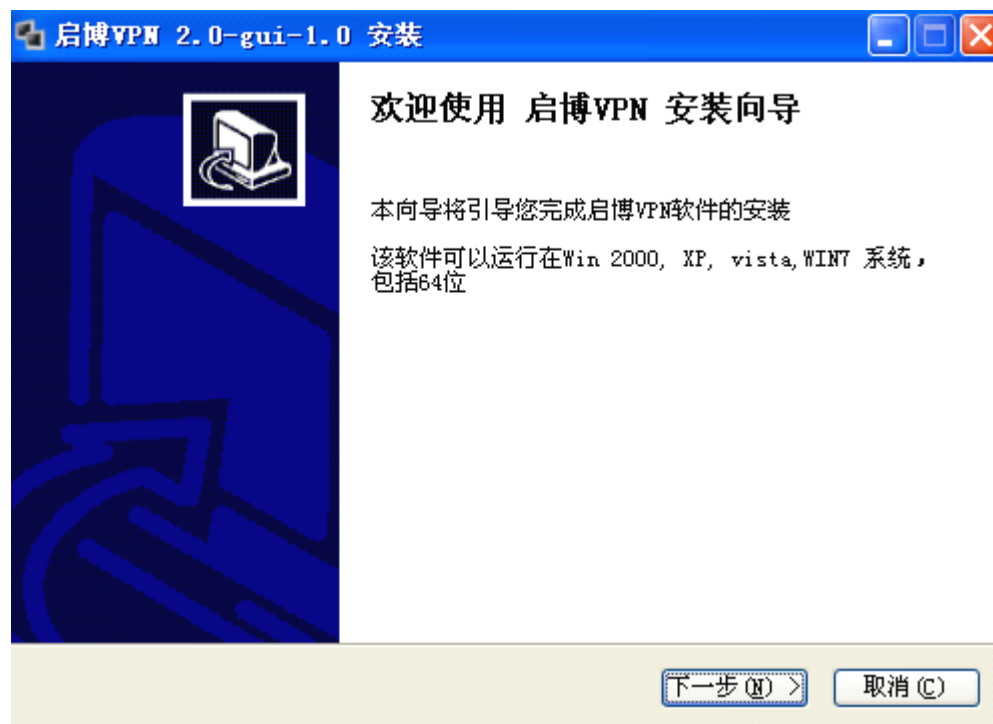 启博VPN 2.0-gui-1.0 安装
欢迎使用 启博VPN 安装向导
本向导将引导您完成启博VPN软件的安装
该软件可以运行在Win 2000, XP, vista,WIN7 系统，
包括64位
下一步(N) >
取消(C)